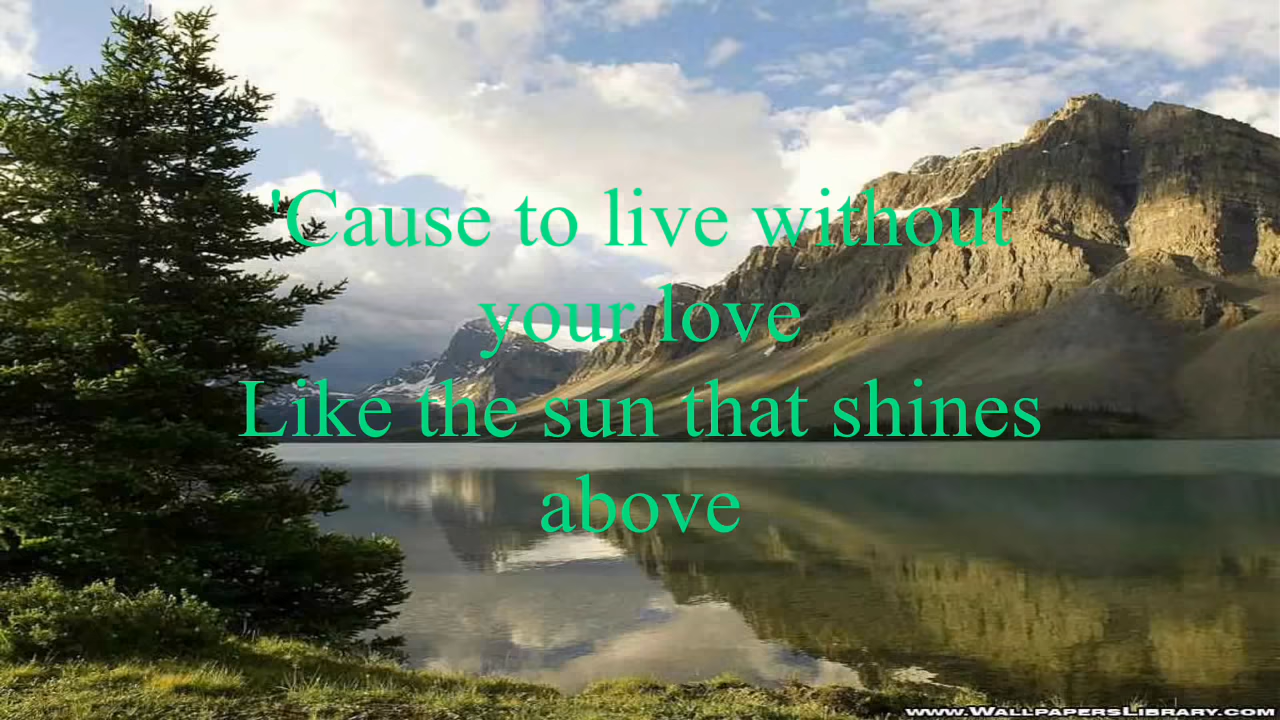 'Cause to live without
your love
Like the sun that shines
above
www.WallpapersLibrary.com